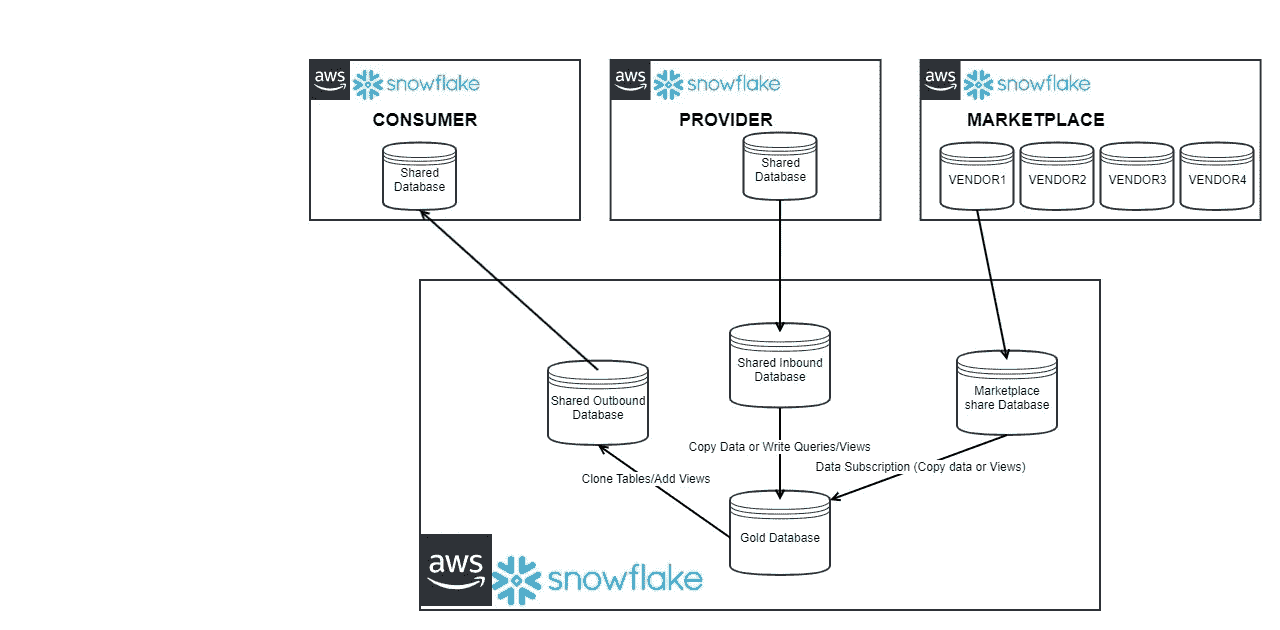 aws snowflake
CONSUMER
Shared
Database
aws snowflake
PROVIDER
Shared
Database
aws snowflake
MARKETPLACE
VENDOR1
VENDOR2
VENDOR3
VENDOR4
Shared Outbound
Database
Shared Inbound
Database
Marketplace
share Database
Copy Data or Write Queries/Views
Data Subscription (Copy data or Views)
Clone Tables/Add Views
Gold Database
aws snowflake